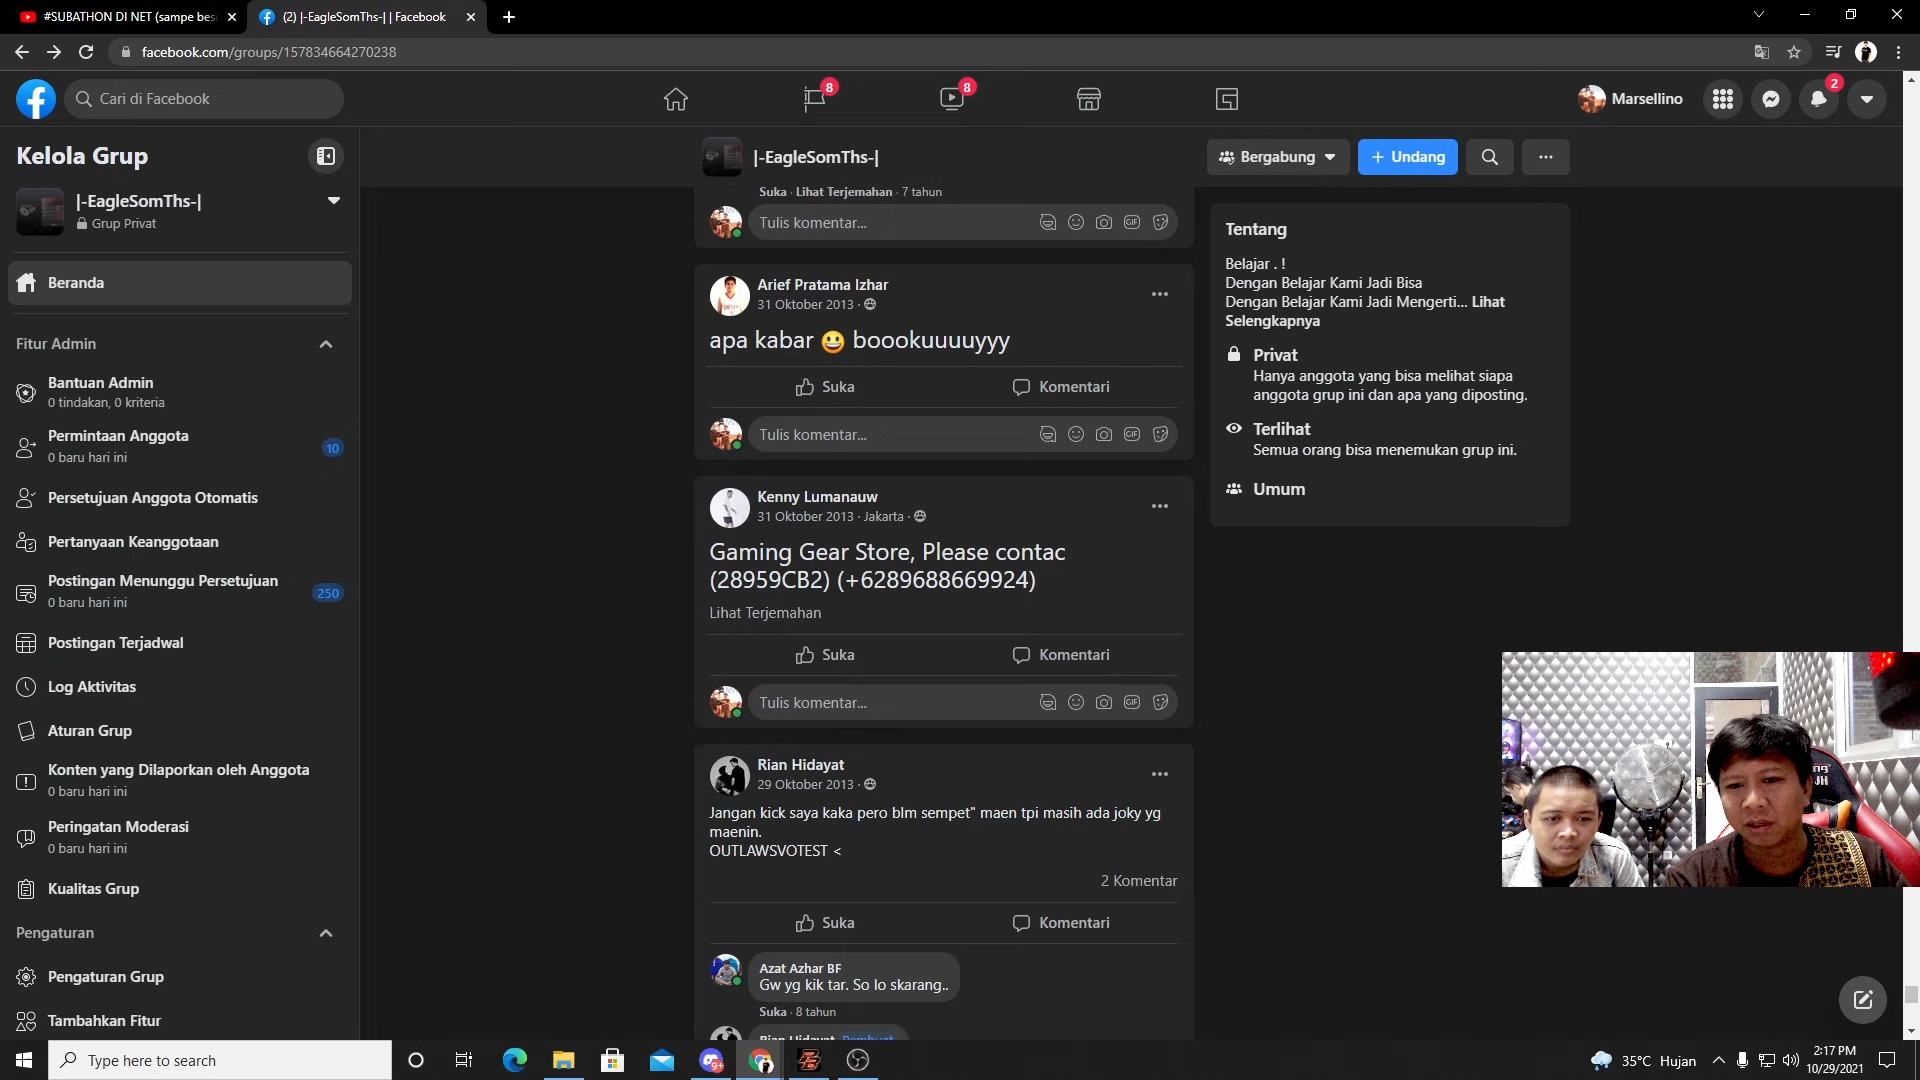 #SUBATHON DI NET (sampe bes
(2) |-EagleSomThs-| | Facebook
facebook.com/groups/157834664270238
Cari di Facebook
8
8
Marsellino
2
Kelola Grup
|-EagleSomThs-|
Grup Privat
Beranda
Fitur Admin
Bantuan Admin
0 tindakan, 0 kriteria
Permintaan Anggota
0 baru hari ini
10
Persetujuan Anggota Otomatis
Pertanyaan Keanggotaan
Postingan Menunggu Persetujuan
0 baru hari ini
250
Postingan Terjadwal
Log Aktivitas
Aturan Grup
Konten yang Dilaporkan oleh Anggota
0 baru hari ini
Peringatan Moderasi
0 baru hari ini
Kualitas Grup
Pengaturan
Pengaturan Grup
Tambahkan Fitur
|-EagleSomThs-|
Bergabung
+ Undang
Suka · Lihat Terjemahan · 7 tahun
Tulis komentar...
GIF
Arief Pratama Izhar
31 Oktober 2013 ·
apa kabar 😀 boookuuuuyyy
Suka
Komentari
Tulis komentar...
GIF
Kenny Lumanauw
31 Oktober 2013 · Jakarta ·
Gaming Gear Store, Please contac
(28959CB2) (+6289688669924)
Lihat Terjemahan
Suka
Komentari
Tulis komentar...
GIF
Rian Hidayat
29 Oktober 2013 ·
Jangan kick saya kaka pero blm sempet" maen tpi masih ada joky yg
maenin.
OUTLAWSVOTEST <
2 Komentar
Suka
Komentari
Azat Azhar BF
Gw yg kik tar. So lo skarang..
Suka · 8 tahun
Rian Hidayat Pembuat
Tentang
Belajar . !
Dengan Belajar Kami Jadi Bisa
Dengan Belajar Kami Jadi Mengerti... Lihat
Selengkapnya
Privat
Hanya anggota yang bisa melihat siapa
anggota grup ini dan apa yang diposting.
Terlihat
Semua orang bisa menemukan grup ini.
Umum
Type here to search
9+
35°C Hujan
2:17 PM
10/29/2021